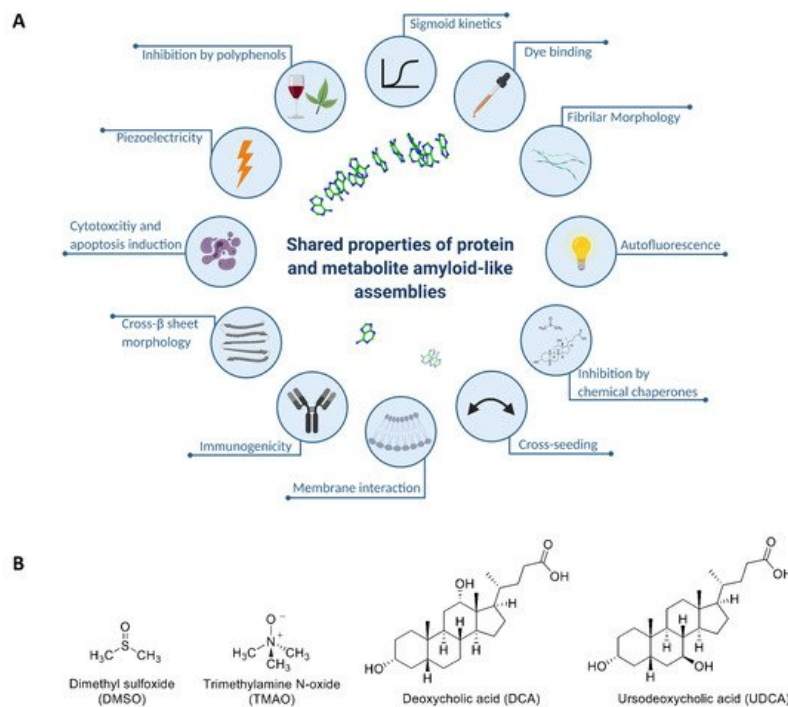 A
Sigmoid kinetics
Inhibition by polyphenols
Dye binding
Piezoelectricity
Fibrilar Morphology
Cytotoxcitiy and
apoptosis induction
Shared properties of protein
and metabolite amyloid-like
assemblies
Autofluorescence
Cross-β sheet
morphology
Inhibition by
chemical chaperones
Immunogenicity
Cross-seeding
Membrane interaction
B
O
S
H₃C
CH₃
Dimethyl sulfoxide
(DMSO)
O⁻
N⁺
H₃C
CH₃
CH₃
Trimethylamine N-oxide
(TMAO)
O
OH
OH
H
H
H
H
HO
Deoxycholic acid (DCA)
O
OH
H
H
H
H
HO
OH
Ursodeoxycholic acid (UDCA)